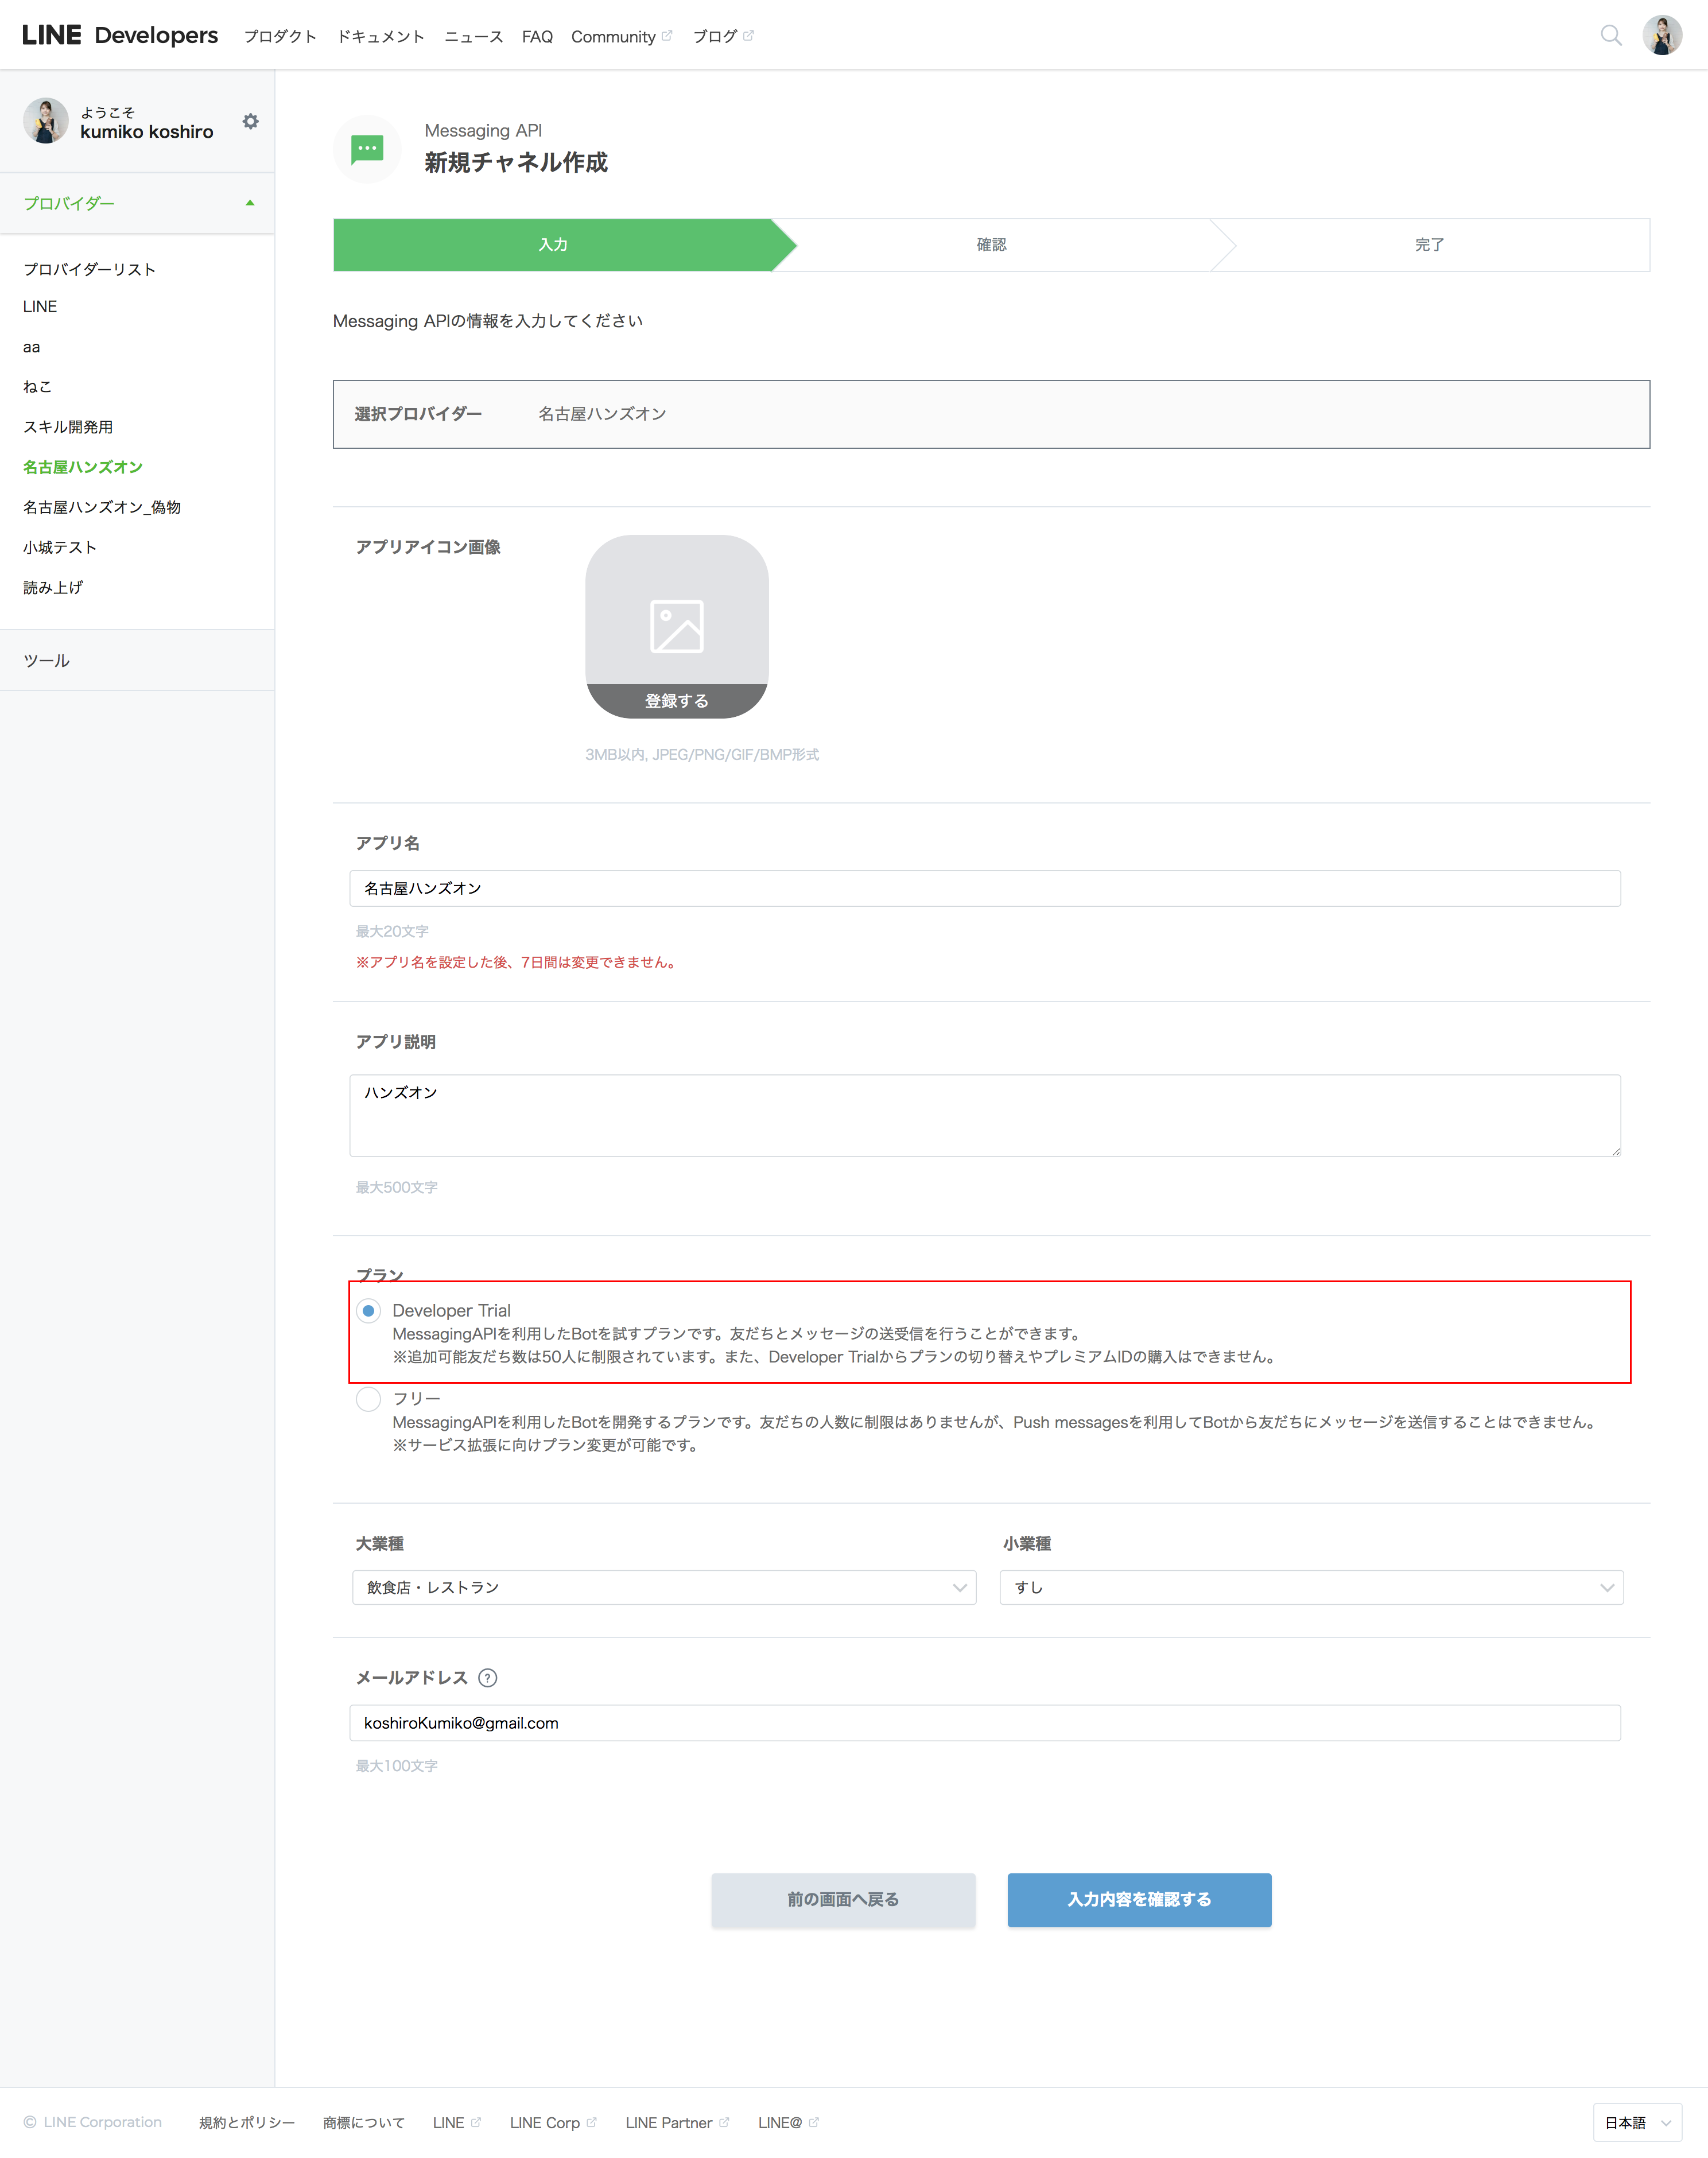 LINE Developers プロダクト ドキュメント ニュース FAQ Community ブログ
ようこそ
kumiko koshiro
プロバイダー
プロバイダーリスト
LINE
aa
ねこ
スキル開発用
名古屋ハンズオン
名古屋ハンズオン_偽物
小城テスト
読み上げ
ツール
Messaging API
新規チャネル作成
入力 確認 完了
Messaging APIの情報を入力してください
選択プロバイダー 名古屋ハンズオン
アプリアイコン画像
登録する
3MB以内, JPEG/PNG/GIF/BMP形式
アプリ名
名古屋ハンズオン
最大20文字
※アプリ名を設定した後、7日間は変更できません。
アプリ説明
ハンズオン
最大500文字
プラン
Developer Trial
MessagingAPIを利用したBotを試すプランです。友だちとメッセージの送受信を行うことができます。
※追加可能友だち数は50人に制限されています。また、Developer Trialからプランの切り替えやプレミアムIDの購入はできません。
フリー
MessagingAPIを利用したBotを開発するプランです。友だちの人数に制限はありませんが、Push messagesを利用してBotから友だちにメッセージを送信することはできません。
※サービス拡張に向けプラン変更が可能です。
大業種 小業種
飲食店・レストラン すし
メールアドレス ?
koshiroKumiko@gmail.com
最大100文字
前の画面へ戻る 入力内容を確認する
© LINE Corporation 規約とポリシー 商標について LINE LINE Corp LINE Partner LINE@ 日本語